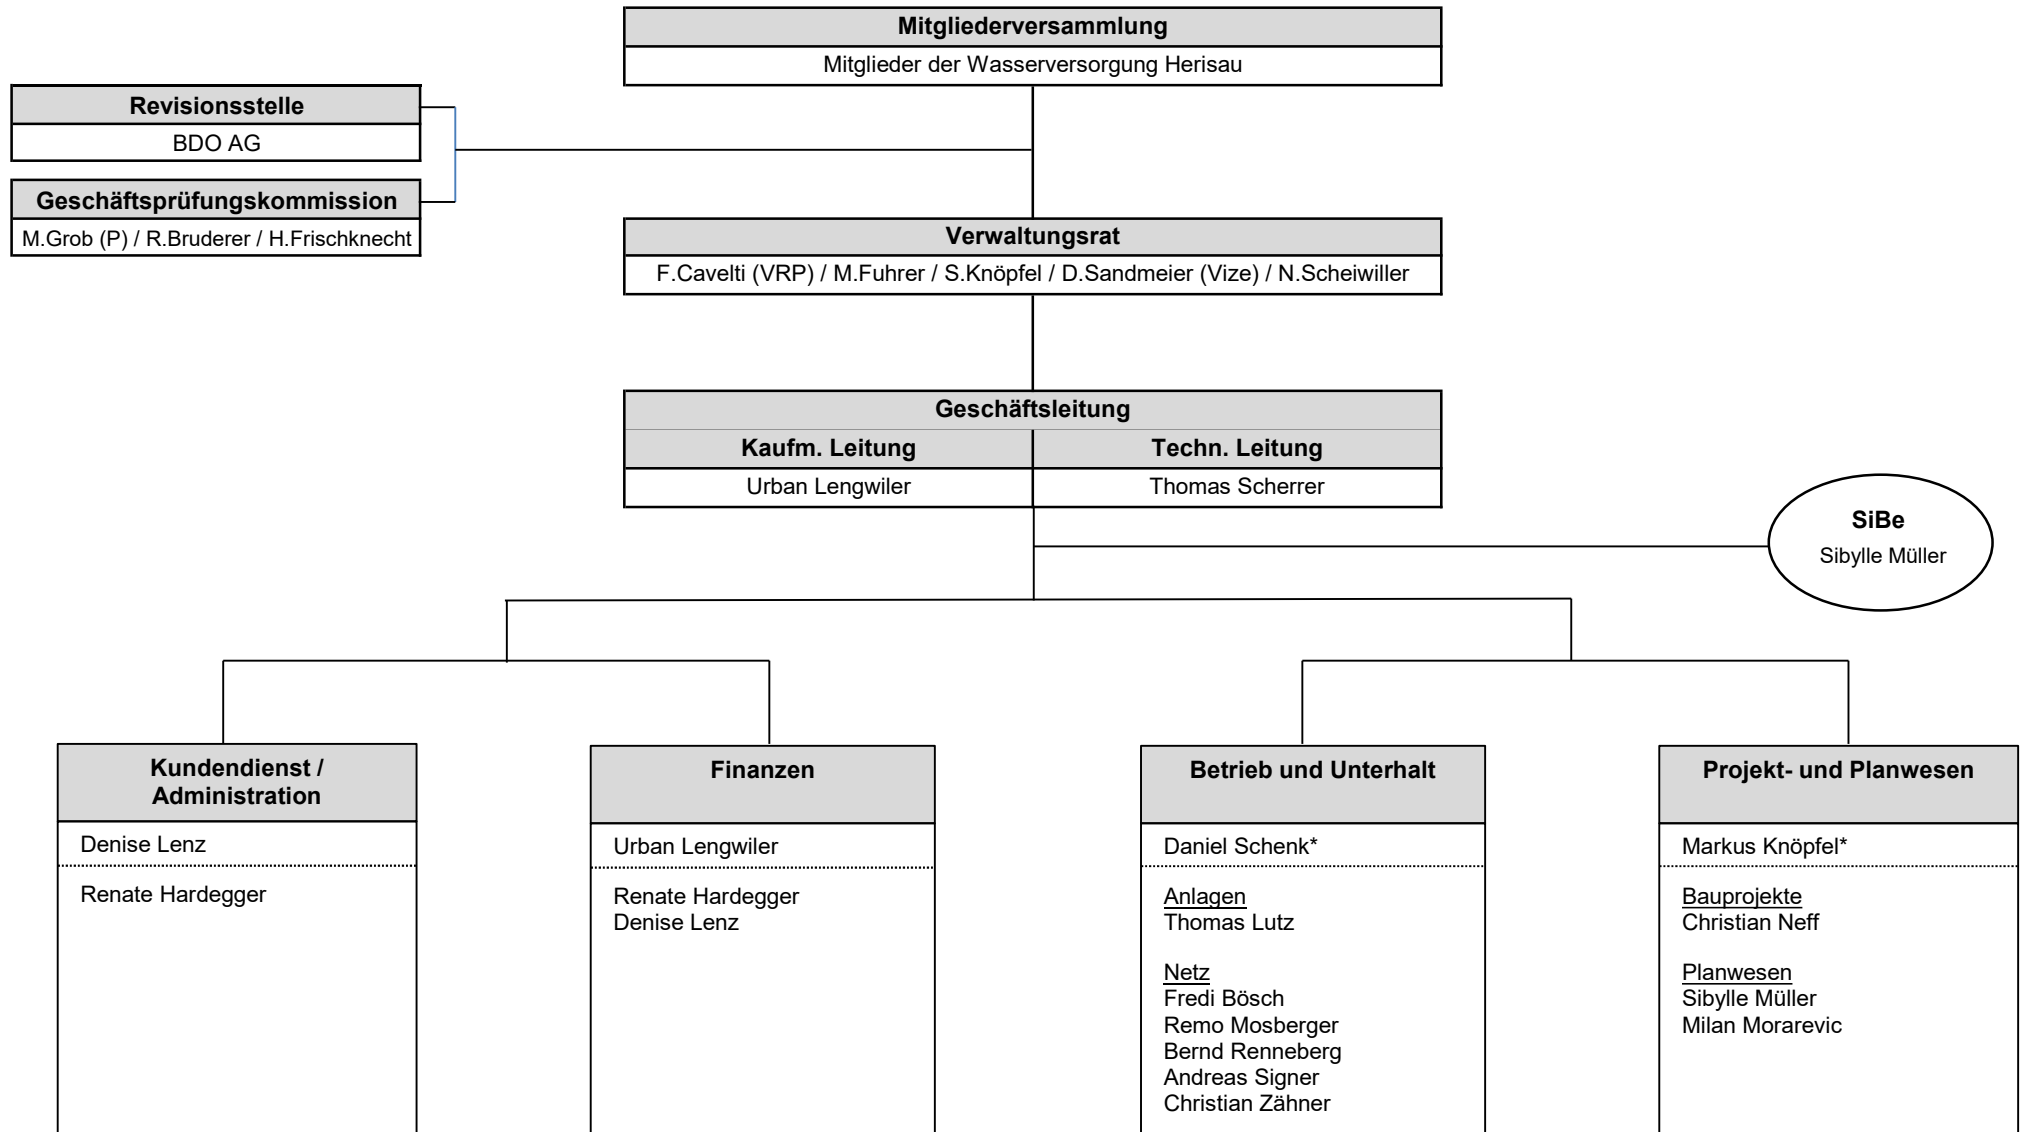 Mitgliederversammlung
Mitglieder der Wasserversorgung Herisau
Revisionsstelle
BDO AG
Geschäftsprüfungskommission
M.Grob (P) / R.Bruderer / H.Frischknecht
Verwaltungsrat
F.Cavelti (VRP) / M.Fuhrer / S.Knöpfel / D.Sandmeier (Vize) / N.Scheiwiller
Geschäftsleitung
Kaufm. Leitung
Techn. Leitung
Urban Lengwiler
Thomas Scherrer
SiBe
Sibylle Müller
Kundendienst /
Administration
Denise Lenz
Renate Hardegger
Finanzen
Urban Lengwiler
Renate Hardegger
Denise Lenz
Betrieb und Unterhalt
Daniel Schenk*
Anlagen
Thomas Lutz
Netz
Fredi Bösch
Remo Mosberger
Bernd Renneberg
Andreas Signer
Christian Zähner
Projekt- und Planwesen
Markus Knöpfel*
Bauprojekte
Christian Neff
Planwesen
Sibylle Müller
Milan Morarevic